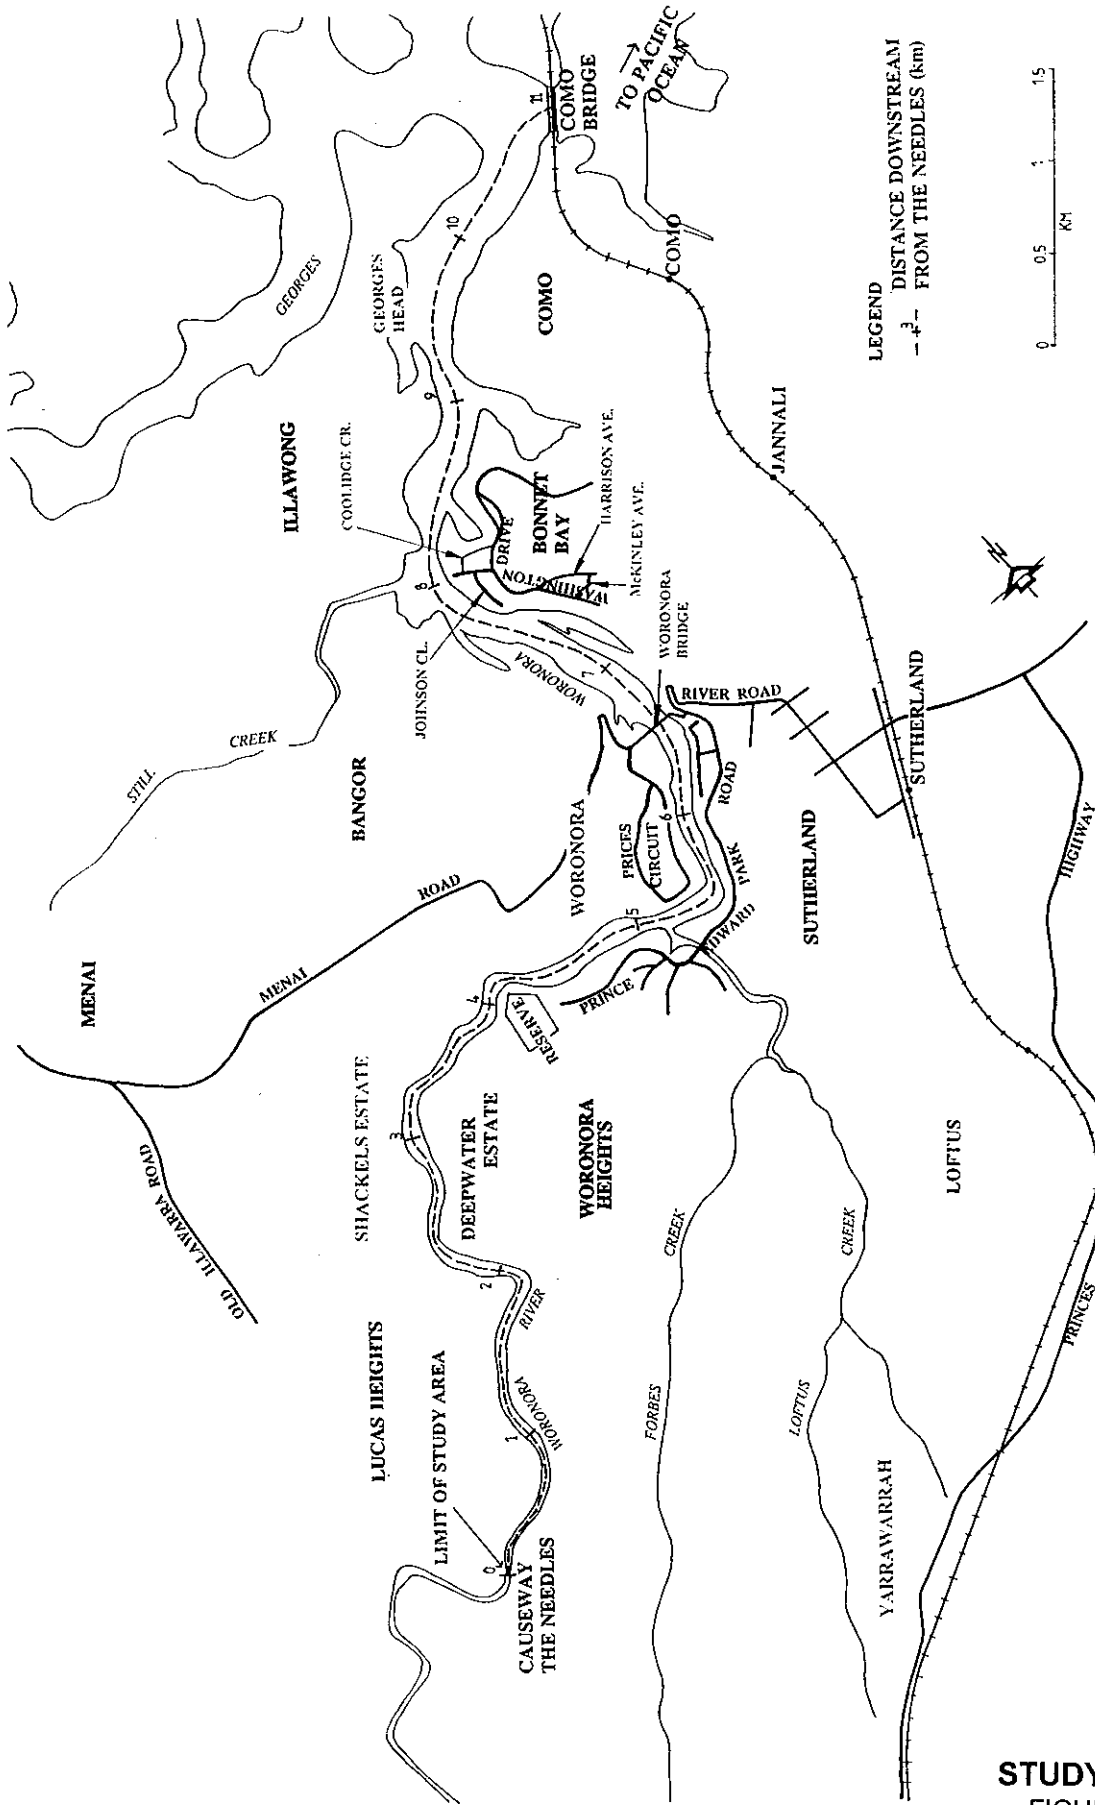 TO PACIFIC
OCEAN
11
COMO
BRIDGE
10
GEORGES
GEORGES
HEAD
COMO
COMO
LEGEND
-+3- DISTANCE DOWNSTREAM
FROM THE NEEDLES (km)
0 0.5 1 1.5
KM
9
ILLAWONG
COOLIDGE CR.
JANNALI
BONNET
BAY
DRIVE
WASHINGTON
HARRISON AVE.
McKINLEY AVE.
8
JOHNSON CL.
WORONORA
7
WORONORA
BRIDGE
RIVER ROAD
STILL
CREEK
BANGOR
WORONORA
PRICES
CIRCUIT
6
ROAD
PARK
EDWARD
PRINCE
SUTHERLAND
SUTHERLAND
HIGHWAY
MENAI
MENAI
ROAD
5
4
RESERVE
SHACKELS ESTATE
3
DEEPWATER
ESTATE
WORONORA
HEIGHTS
OLD ILLAWARRA ROAD
2
RIVER
CREEK
CREEK
LOFTUS
LUCAS HEIGHTS
LIMIT OF STUDY AREA
1
WORONORA
FORBES
LOFTUS
PRINCES
0
CAUSEWAY
THE NEEDLES
YARRAWARRAH
N
STUDY